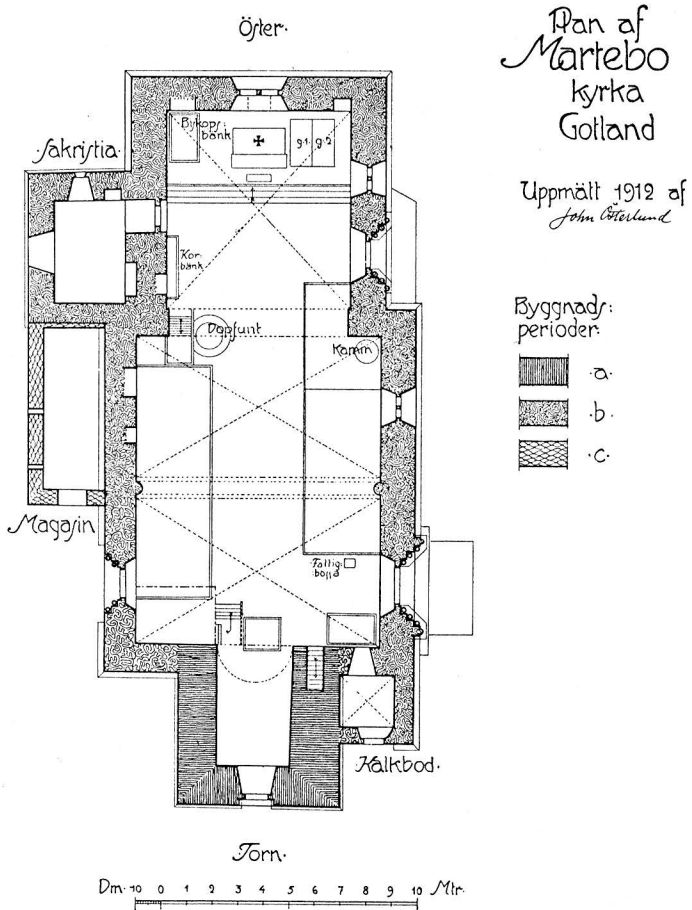 Öster·
Plan af
Martebo
kyrka
Gotland
Uppmätt 1912 af
John Österlund
Sakristia·
Biskops:
bänk
g·1· g·2
Kor:
bänk
Dopfunt
Kamin
Byggnads:
perioder:
·a·
·b·
·c·
Magasin
Fattig:
bössa
Kalkbod·
Torn·
Dm· 10 0 1 2 3 4 5 6 7 8 9 10 Mtr·